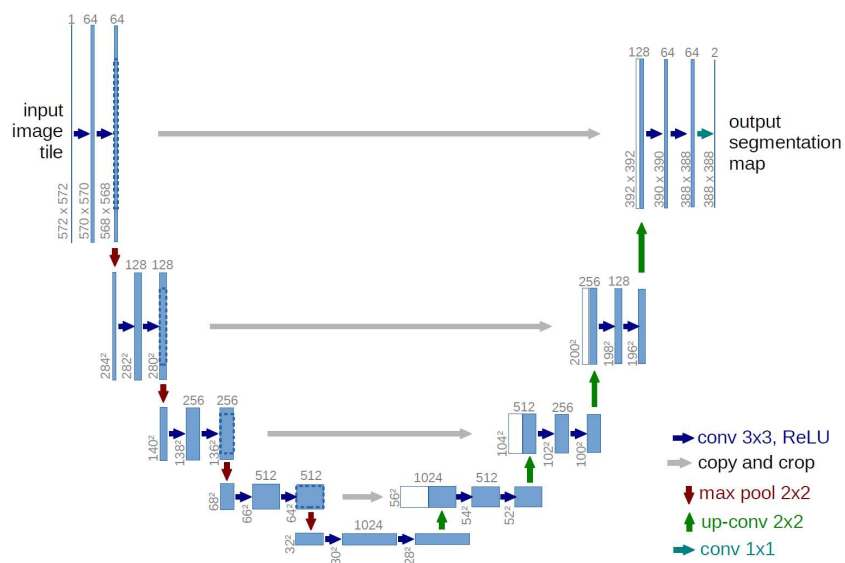 1 64 64
128 64 64 2
input
image
tile
output
segmentation
map
572 x 572
570 x 570
568 x 568
392 x 392
390 x 390
388 x 388
388 x 388
128 128
256 128
284²
282²
280²
200²
198²
196²
256 256
512 256
140²
138²
136²
104²
102²
100²
512 512
1024 512
68²
66²
64²
56²
54²
52²
1024
32²
30²
28²
conv 3x3, ReLU
copy and crop
max pool 2x2
up-conv 2x2
conv 1x1